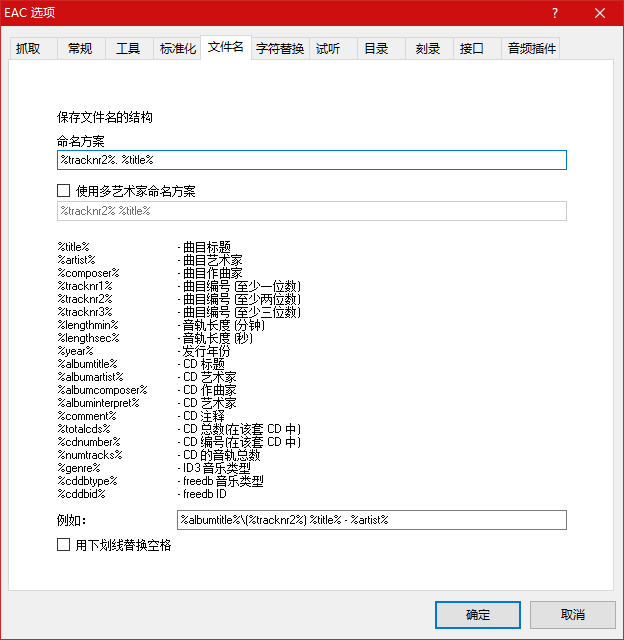 EAC 选项
抓取 常规 工具 标准化 文件名 字符替换 试听 目录 刻录 接口 音频插件
保存文件名的结构
命名方案
%tracknr2%. %title%
使用多艺术家命名方案
%tracknr2% %title%
%title% - 曲目标题
%artist% - 曲目艺术家
%composer% - 曲目作曲家
%tracknr1% - 曲目编号 (至少一位数)
%tracknr2% - 曲目编号 (至少两位数)
%tracknr3% - 曲目编号 (至少三位数)
%lengthmin% - 音轨长度 (分钟)
%lengthsec% - 音轨长度 (秒)
%year% - 发行年份
%albumtitle% - CD 标题
%albumartist% - CD 艺术家
%albumcomposer% - CD 作曲家
%albuminterpret% - CD 艺术家
%comment% - CD 注释
%totalcds% - CD 总数(在该套 CD 中)
%cdnumber% - CD 编号(在该套 CD 中)
%numtracks% - CD 的音轨总数
%genre% - ID3 音乐类型
%cddbtype% - freedb 音乐类型
%cddbid% - freedb ID
例如: %albumtitle%\(%tracknr2%) %title% - %artist%
用下划线替换空格
确定 取消